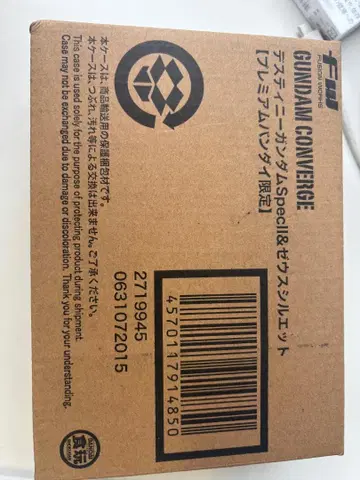 FW
FUSION WORKS
GUNDAM CONVERGE
デスティニーガンダムSpecII&ゼウスシルエット
【プレミアムバンダイ限定】
4570117914850
2719945
0631072015
本ケースは、商品輸送用の保護梱包材です。
本ケースは、つぶれ、汚れ等による交換は出来ません。ご了承ください。
This case is used solely for the purpose of protecting product during shipment.
Case may not be exchanged due to damage or discoloration. Thank you for your understanding.
BANDAI
食玩